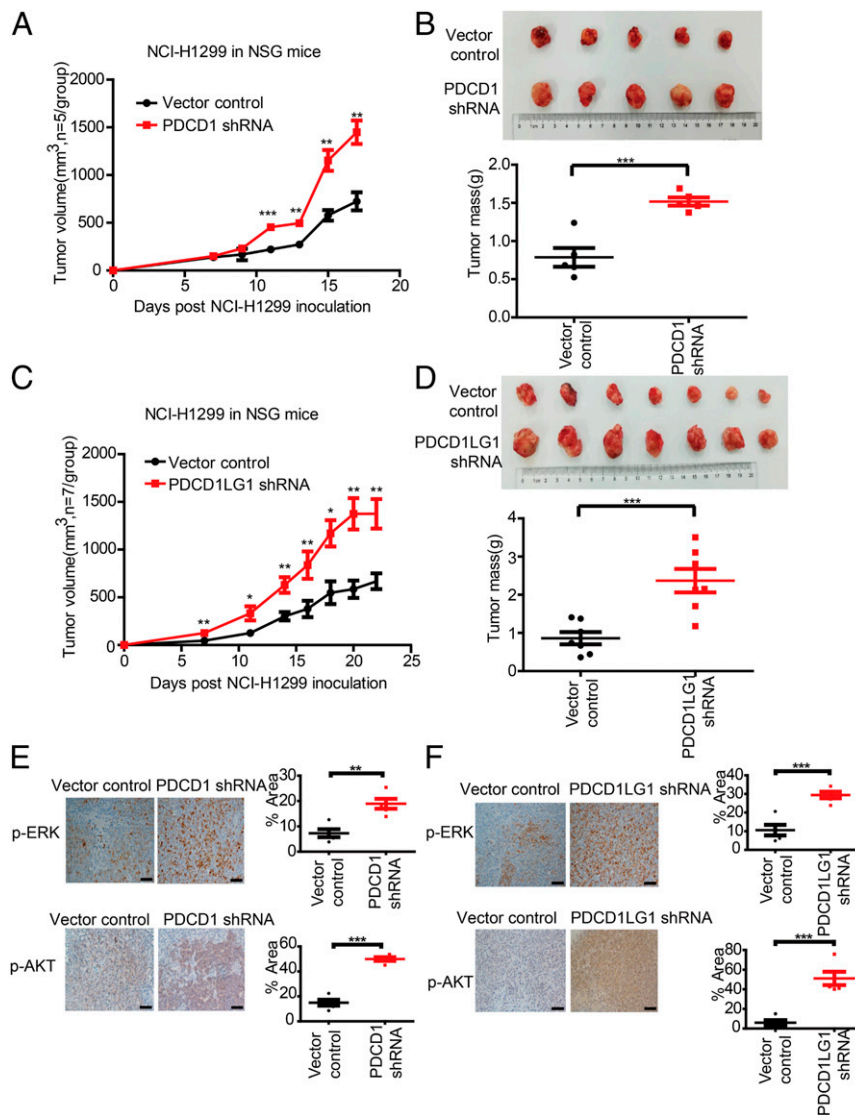 A
NCI-H1299 in NSG mice
Tumor volume(mm3,n=5/group)
2000
1500
1000
500
0
Vector control
PDCD1 shRNA
***
**
**
**
0
5
10
15
20
Days post NCI-H1299 inoculation
B
Vector
control
PDCD1
shRNA
Tumor mass(g)
2.0
1.5
1.0
0.5
0.0
***
Vector
control
PDCD1
shRNA
C
NCI-H1299 in NSG mice
Tumor volume(mm3,n=7/group)
2000
1500
1000
500
0
Vector control
PDCD1LG1 shRNA
**
*
**
**
*
**
**
0
5
10
15
20
25
Days post NCI-H1299 inoculation
D
Vector
control
PDCD1LG1
shRNA
Tumor mass(g)
4
3
2
1
0
***
Vector
control
PDCD1LG1
shRNA
E
Vector control PDCD1 shRNA
p-ERK
% Area
30
20
10
0
**
Vector
control
PDCD1
shRNA
Vector control PDCD1 shRNA
p-AKT
% Area
60
40
20
0
***
Vector
control
PDCD1
shRNA
F
Vector control PDCD1LG1 shRNA
p-ERK
% Area
40
30
20
10
0
***
Vector
control
PDCD1LG1
shRNA
Vector control PDCD1LG1 shRNA
p-AKT
% Area
80
60
40
20
0
***
Vector
control
PDCD1LG1
shRNA